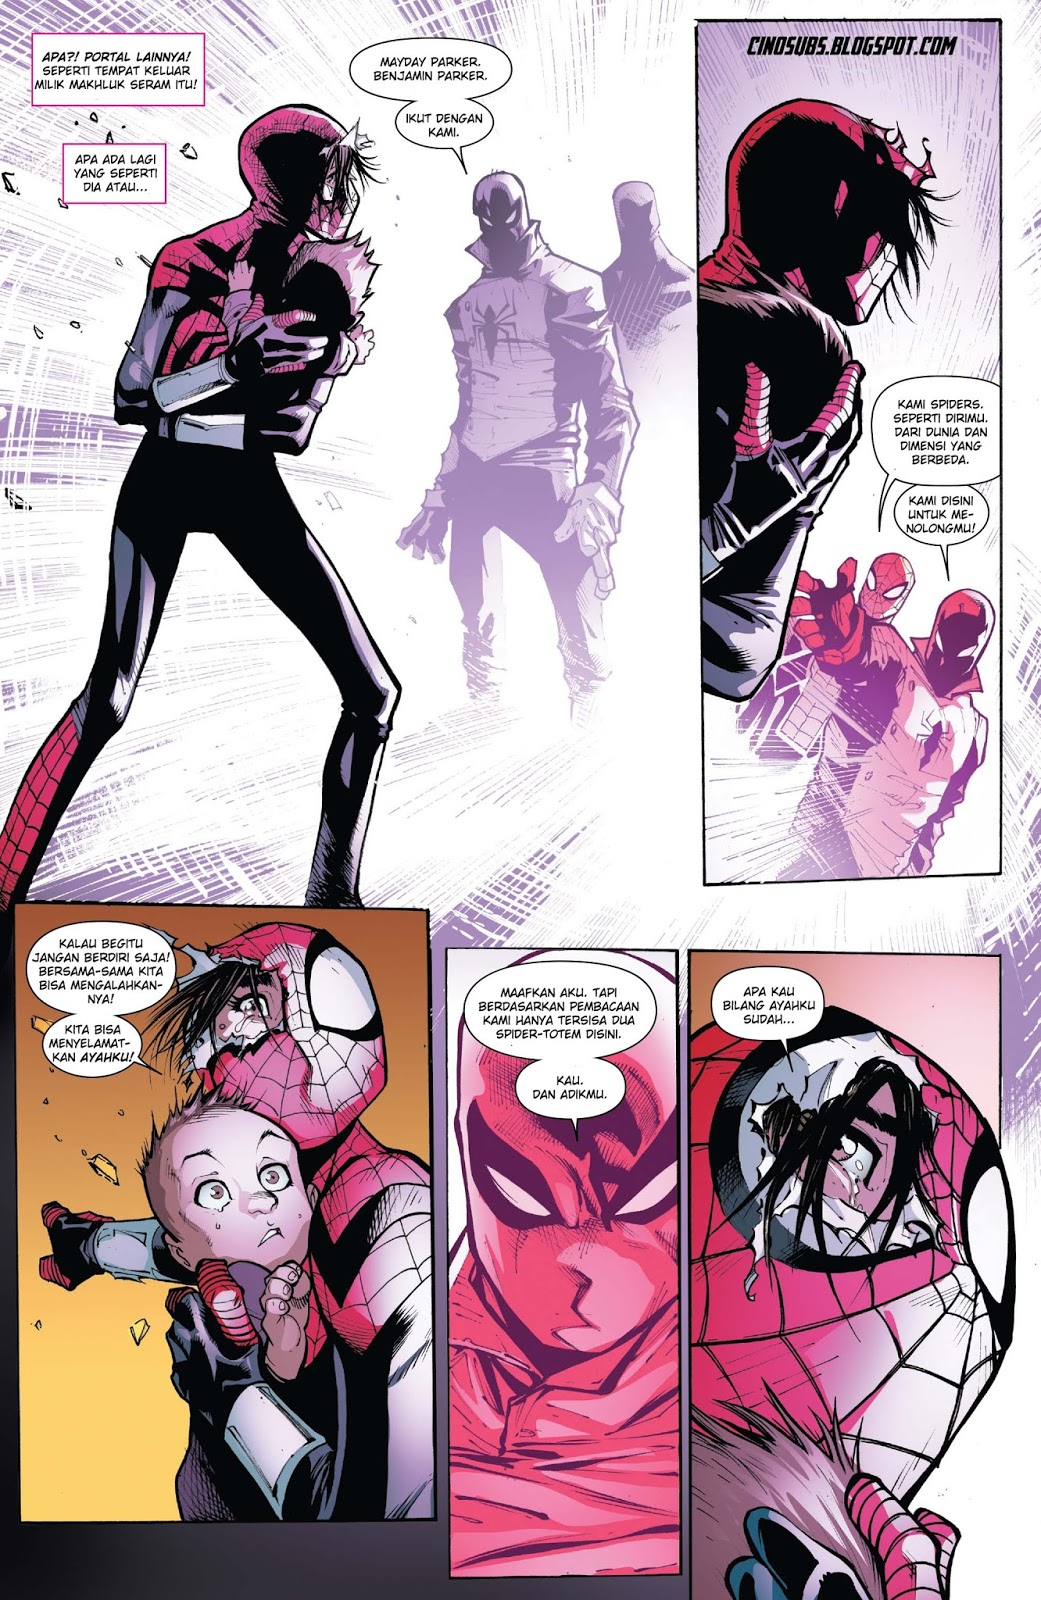 APA?! PORTAL LAINNYA!
SEPERTI TEMPAT KELUAR
MILIK MAKHLUK SERAM ITU!
APA ADA LAGI
YANG SEPERTI
DIA ATAU...
MAYDAY PARKER.
BENJAMIN PARKER.
IKUT DENGAN
KAMI.
CINOSUBS.BLOGSPOT.COM
KAMI SPIDERS.
SEPERTI DIRIMU.
DARI DUNIA DAN
DIMENSI YANG
BERBEDA.
KAMI DISINI
UNTUK ME-
NOLONGMU!
KALAU BEGITU
JANGAN BERDIRI SAJA!
BERSAMA-SAMA KITA
BISA MENGALAHKAN-
NYA!
KITA BISA
MENYELAMAT-
KAN AYAHKU!
MAAFKAN AKU. TAPI
BERDASARKAN PEMBACAAN
KAMI HANYA TERSISA DUA
SPIDER-TOTEM DISINI.
KAU.
DAN ADIKMU.
APA KAU
BILANG AYAHKU
SUDAH...